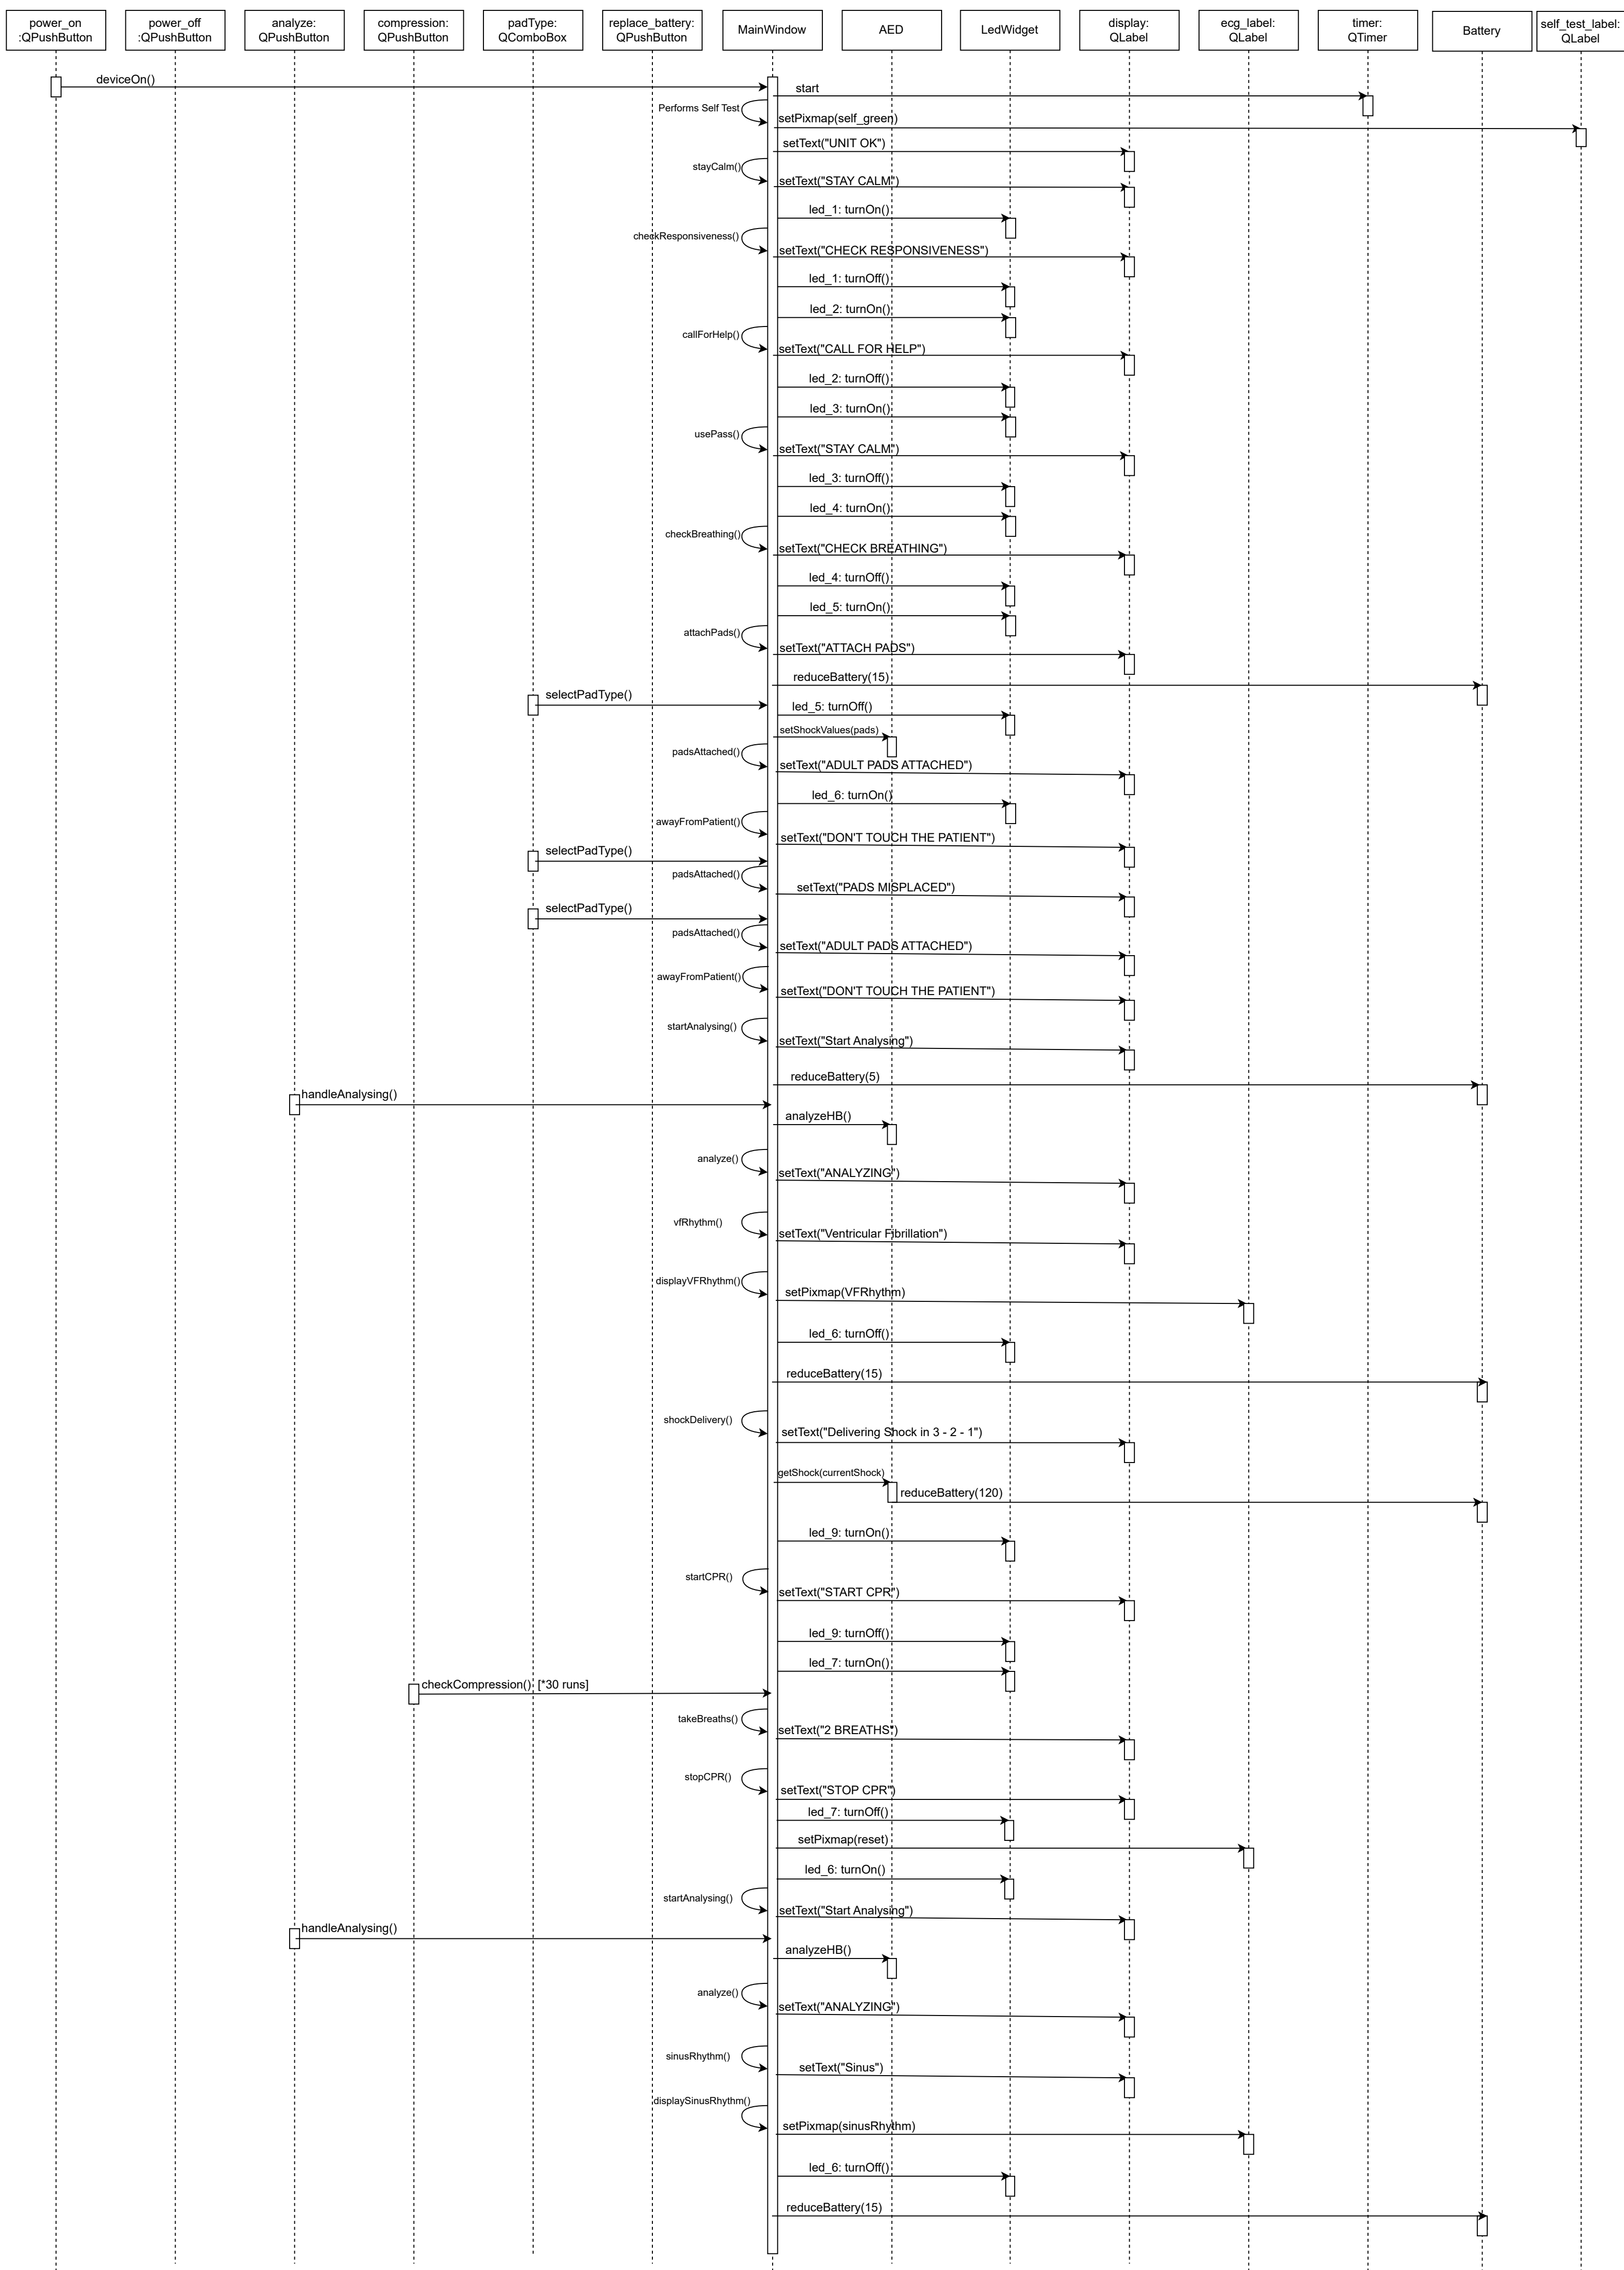 power_on
:QPushButton
power_off
:QPushButton
analyze:
QPushButton
compression:
QPushButton
padType:
QComboBox
replace_battery:
QPushButton
MainWindow
AED
LedWidget
display:
QLabel
ecg_label:
QLabel
timer:
QTimer
Battery
self_test_label:
QLabel
deviceOn()
start
Performs Self Test
setPixmap(self_green)
setText("UNIT OK")
stayCalm()
setText("STAY CALM")
led_1: turnOn()
checkResponsiveness()
setText("CHECK RESPONSIVENESS")
led_1: turnOff()
led_2: turnOn()
callForHelp()
setText("CALL FOR HELP")
led_2: turnOff()
led_3: turnOn()
usePass()
setText("STAY CALM")
led_3: turnOff()
led_4: turnOn()
checkBreathing()
setText("CHECK BREATHING")
led_4: turnOff()
led_5: turnOn()
attachPads()
setText("ATTACH PADS")
reduceBattery(15)
selectPadType()
led_5: turnOff()
setShockValues(pads)
padsAttached()
setText("ADULT PADS ATTACHED")
led_6: turnOn()
awayFromPatient()
setText("DON'T TOUCH THE PATIENT")
selectPadType()
padsAttached()
setText("PADS MISPLACED")
selectPadType()
padsAttached()
setText("ADULT PADS ATTACHED")
awayFromPatient()
setText("DON'T TOUCH THE PATIENT")
startAnalysing()
setText("Start Analysing")
reduceBattery(5)
handleAnalysing()
analyzeHB()
analyze()
setText("ANALYZING")
vfRhythm()
setText("Ventricular Fibrillation")
displayVFRhythm()
setPixmap(VFRhythm)
led_6: turnOff()
reduceBattery(15)
shockDelivery()
setText("Delivering Shock in 3 - 2 - 1")
getShock(currentShock)
reduceBattery(120)
led_9: turnOn()
startCPR()
setText("START CPR")
led_9: turnOff()
led_7: turnOn()
checkCompression() [*30 runs]
takeBreaths()
setText("2 BREATHS")
stopCPR()
setText("STOP CPR")
led_7: turnOff()
setPixmap(reset)
led_6: turnOn()
startAnalysing()
setText("Start Analysing")
handleAnalysing()
analyzeHB()
analyze()
setText("ANALYZING")
sinusRhythm()
setText("Sinus")
displaySinusRhythm()
setPixmap(sinusRhythm)
led_6: turnOff()
reduceBattery(15)